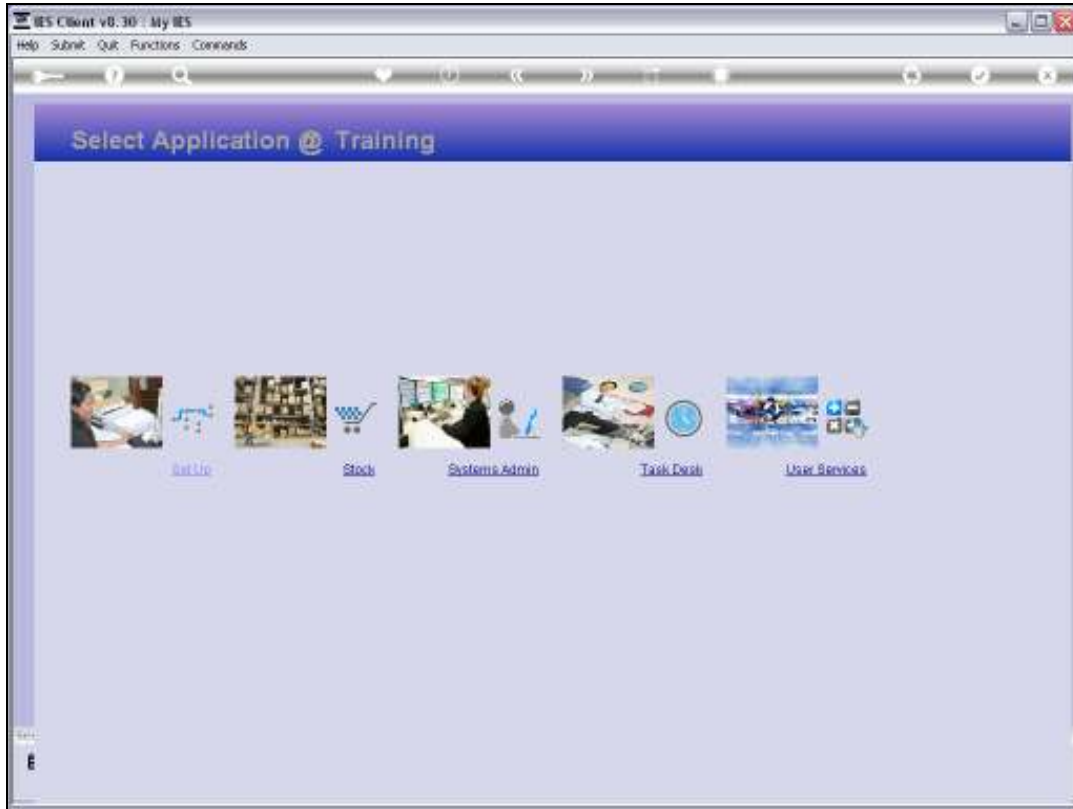 IES Client v8.30 : My IES
Help Submit Quit Functions Commands
Select Application @ Training
Set Up Stock Systems Admin Task Desk User Services